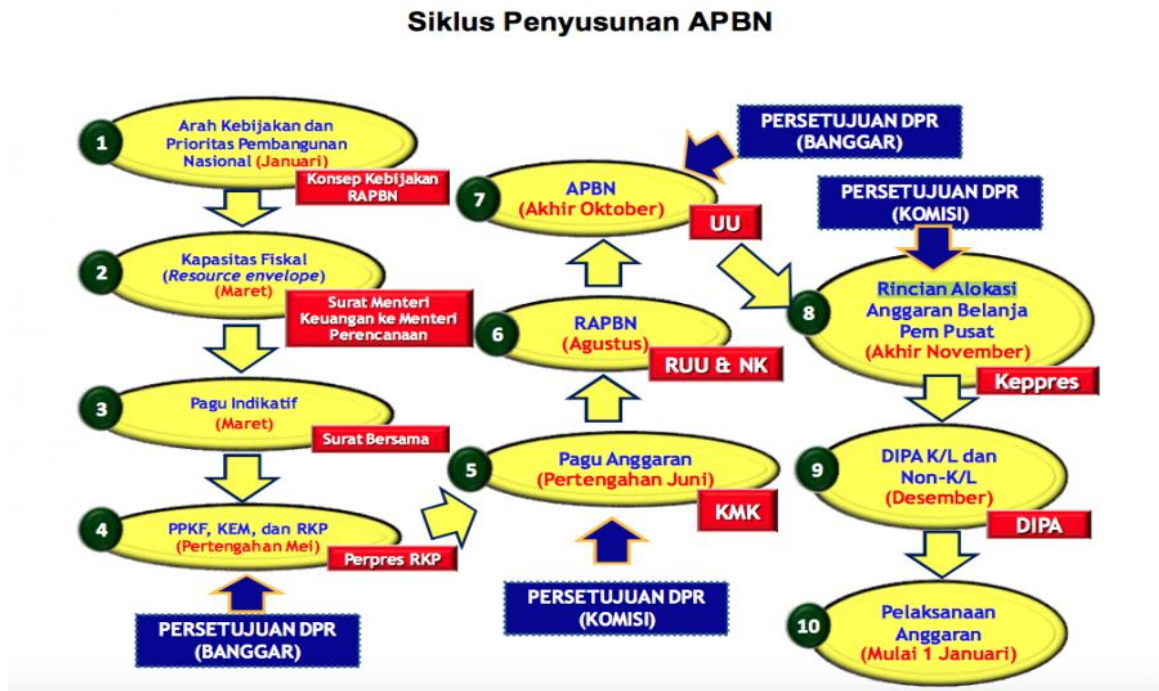 Siklus Penyusunan APBN
1
Arah Kebijakan dan
Prioritas Pembangunan
Nasional (Januari)
Konsep Kebijakan
RAPBN
2
Kapasitas Fiskal
(Resource envelope)
(Maret)
Surat Menteri
Keuangan ke Menteri
Perencanaan
3
Pagu Indikatif
(Maret)
Surat Bersama
4
PPKF, KEM, dan RKP
(Pertengahan Mei)
Perpres RKP
PERSETUJUAN DPR
(BANGGAR)
5
Pagu Anggaran
(Pertengahan Juni)
KMK
PERSETUJUAN DPR
(KOMISI)
6
RAPBN
(Agustus)
RUU & NK
7
APBN
(Akhir Oktober)
UU
PERSETUJUAN DPR
(BANGGAR)
PERSETUJUAN DPR
(KOMISI)
8
Rincian Alokasi
Anggaran Belanja
Pem Pusat
(Akhir November)
Keppres
9
DIPA K/L dan
Non-K/L
(Desember)
DIPA
10
Pelaksanaan
Anggaran
(Mulai 1 Januari)